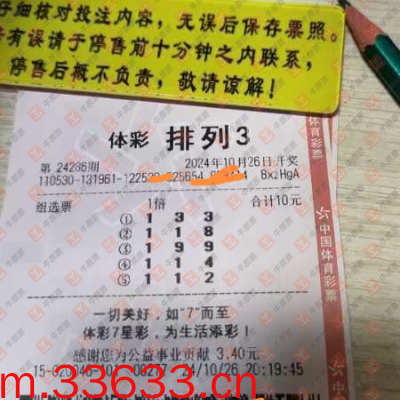 仔细核对投注内容，无误后保存票照。
有误请于停售前十分钟之内联系，
停售后概不负责，敬请谅解！
体彩 排列3
第 24286期 2024年10月26日开奖
110530-131961-1225 25654 BxzHgA
组选票 1倍 合计10元
① 1 3 3
② 1 1 8
③ 1 9 9
④ 1 1 4
⑤ 1 1 2
一切美好，如"7"而至
体彩7星彩，为生活添彩！
感谢您为公益事业贡献 3.40元
24/10/26 20:19:45
m.33633.cn
中国体育彩票